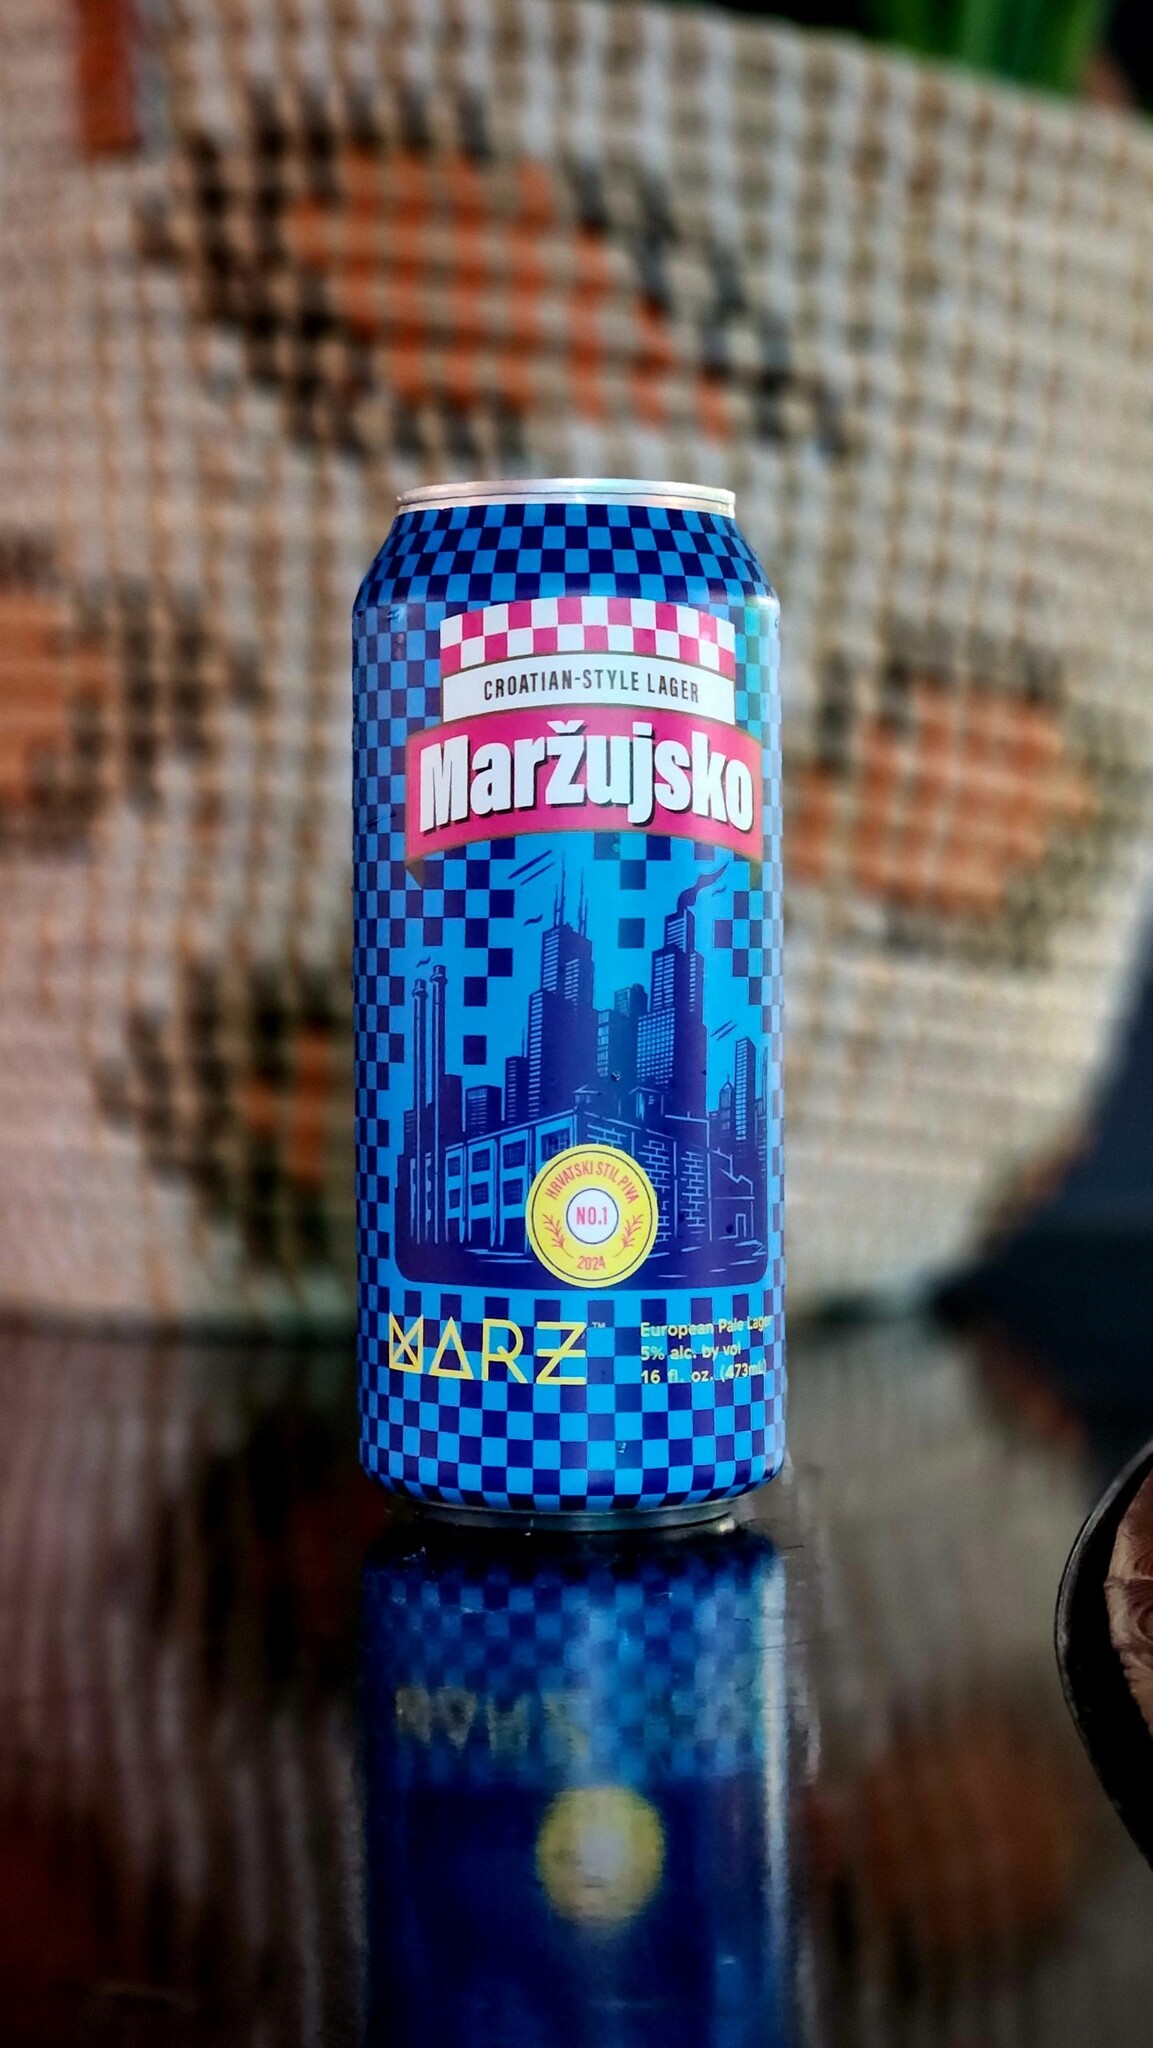 CROATIAN-STYLE LAGER
Maržujsko
HRVATSKI STIL PIVA
NO.1
2024
MARZ™
European Pale Lager
5% alc. by vol
16 fl. oz. (473mL)